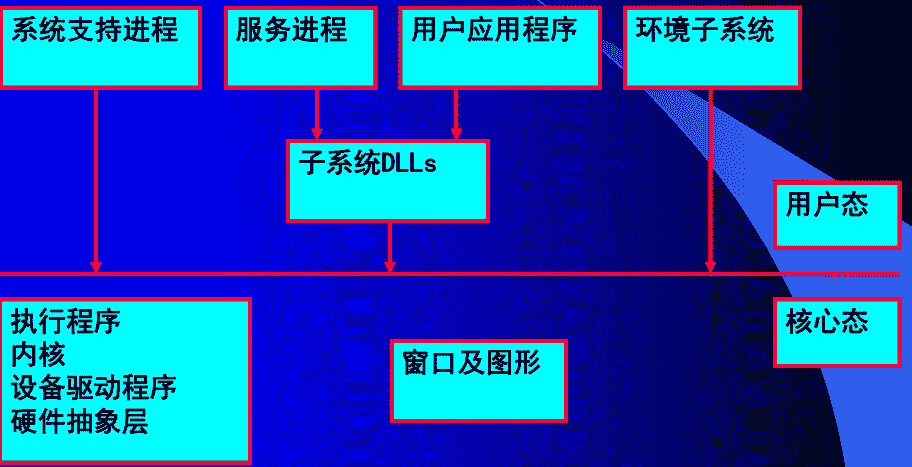 系统支持进程
服务进程
用户应用程序
环境子系统
子系统DLLs
用户态
执行程序
内核
设备驱动程序
硬件抽象层
窗口及图形
核心态